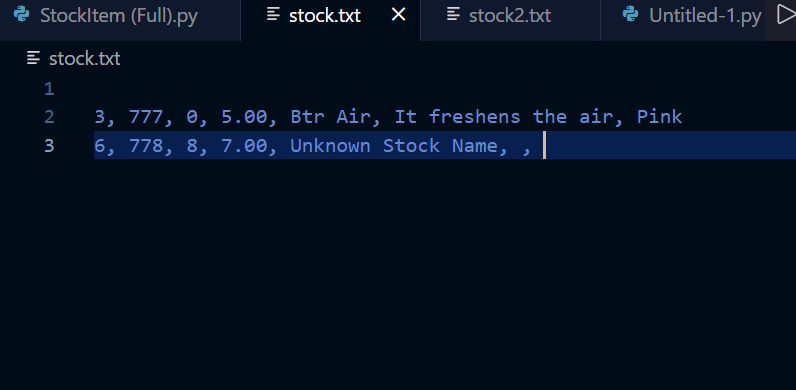 StockItem (Full).py stock.txt × stock2.txt Untitled-1.py
stock.txt
1
2 3, 777, 0, 5.00, Btr Air, It freshens the air, Pink
3 6, 778, 8, 7.00, Unknown Stock Name, ,